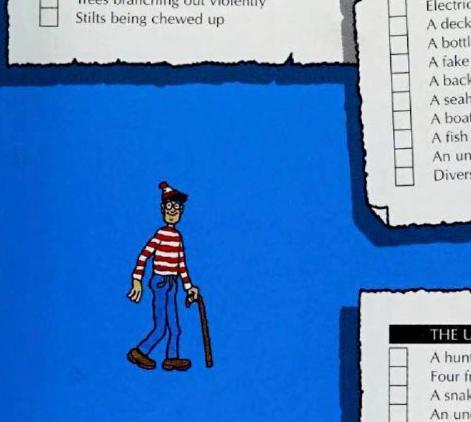 Trees branching out violently
Stilts being chewed up
Electric
A deck
A bottl
A fake
A back
A seah
A boat
A fish
An un
Divers
THE U
A hunt
Four fr
A snak
An und